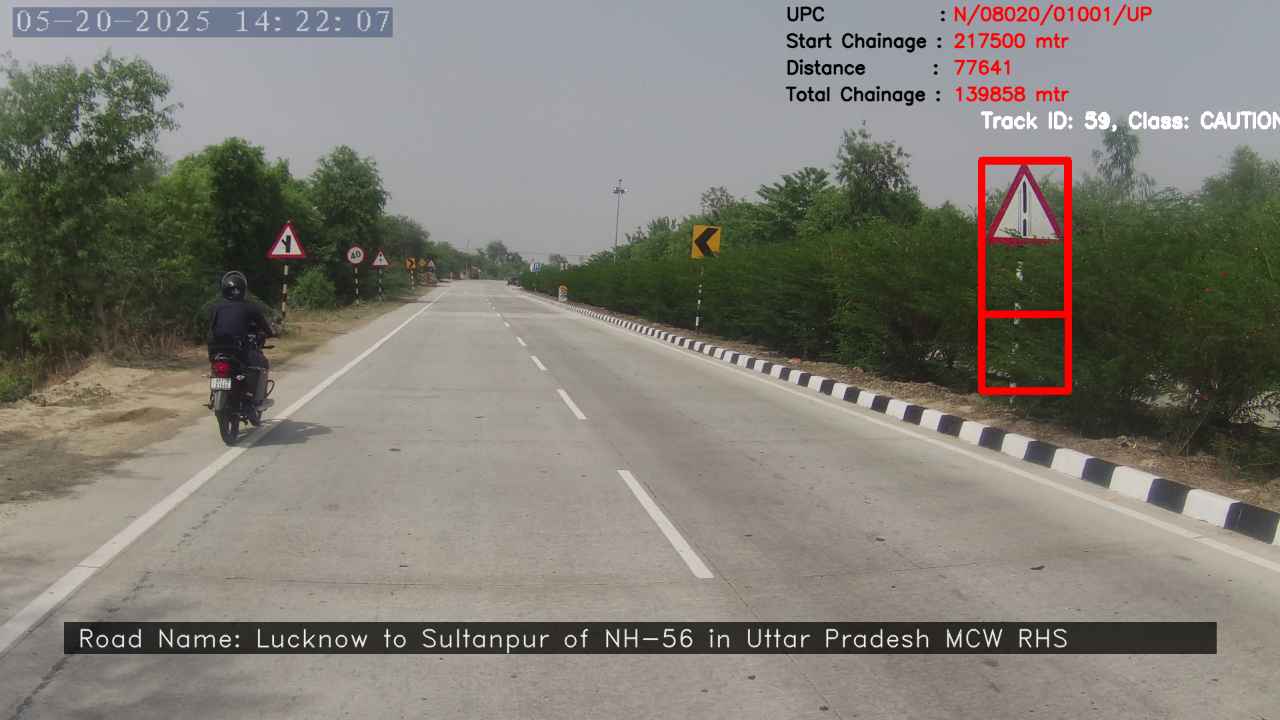 05-20-2025 14:22:07
UPC : N/08020/01001/UP
Start Chainage : 217500 mtr
Distance : 77641
Total Chainage : 139858 mtr
Track ID: 59, Class: CAUTION
40
Road Name: Lucknow to Sultanpur of NH-56 in Uttar Pradesh MCW RHS